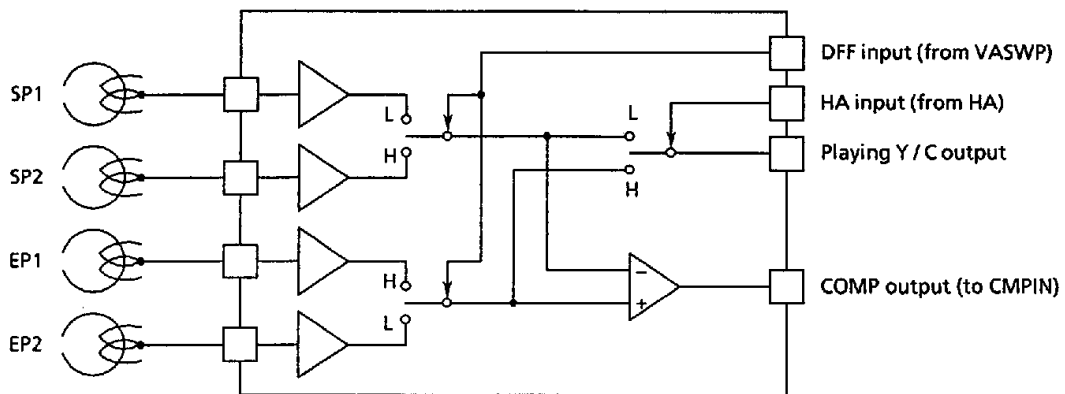 SP1
SP2
EP1
EP2
L
H
H
L
L
H
−
+
DFF input (from VASWP)
HA input (from HA)
Playing Y / C output
COMP output (to CMPIN)